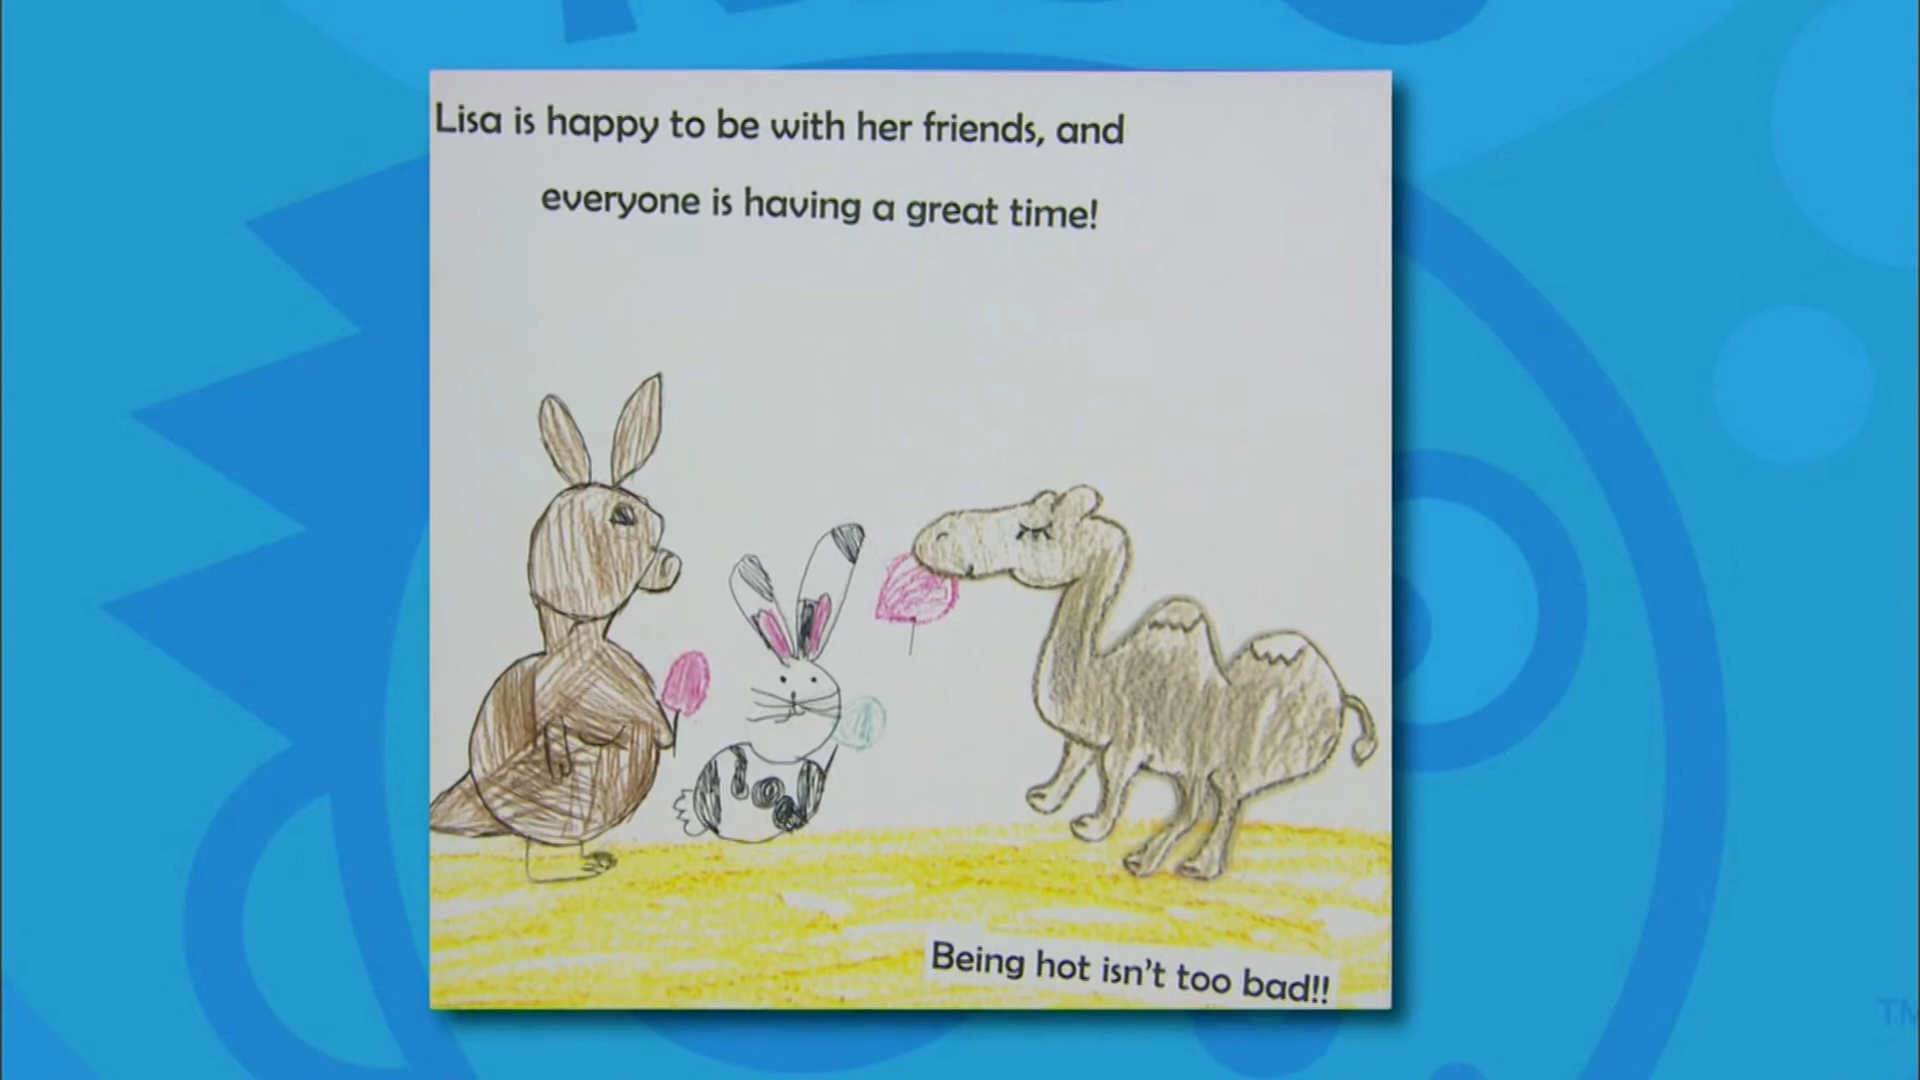 Lisa is happy to be with her friends, and
everyone is having a great time!
Being hot isn't too bad!!
TM